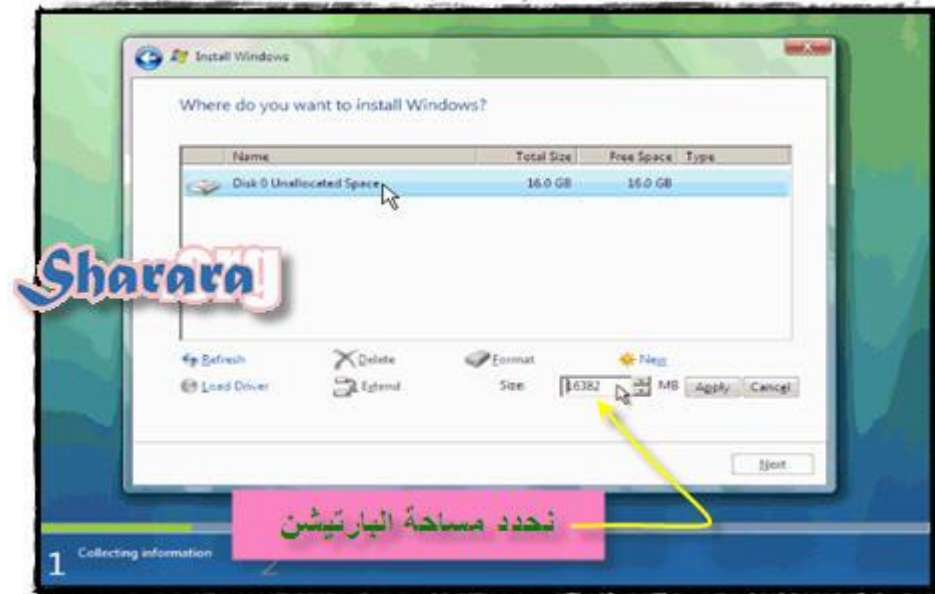 Install Windows
Where do you want to install Windows?
Name Total Size Free Space Type
Disk 0 Unallocated Space 16.0 GB 16.0 GB
Sharara
org
Refresh Delete Format New
Load Driver Extend Size: 16382 MB Apply Cancel
Next
نحدد مساحة البارتيشن
1 Collecting information
2